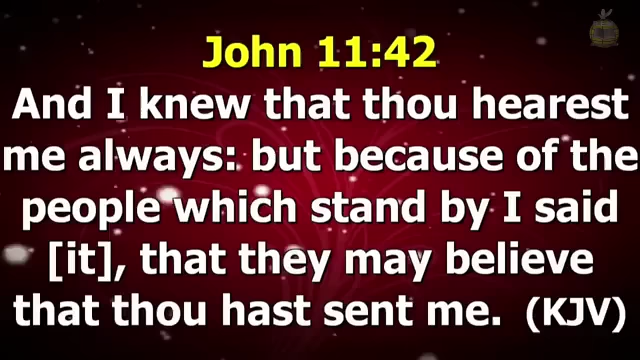 John 11:42
And I knew that thou hearest
me always: but because of the
people which stand by I said
[it], that they may believe
that thou hast sent me. (KJV)